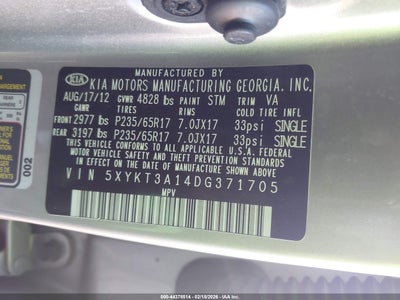 MANUFACTURED BY
KIA KIA MOTORS MANUFACTURING GEORGIA, INC.
AUG/17/12 GVWR 4828 lbs PAINT STM TRIM VA
GAWR TIRES RIMS COLD TIRE INFL
FRONT 2977 lbs P235/65R17 7.0JX17 33psi SINGLE
REAR 3197 lbs P235/65R17 7.0JX17 33psi SINGLE
THIS VEHICLE CONFORMS TO ALL APPLICABLE
U.S. FEDERAL MOTOR VEHICLE SAFETY, BUMPER,
AND THEFT PREVENTION STANDARDS IN EFFECT ON
THE DATE OF MANUFACTURE SHOWN ABOVE.
VIN 5XYKT3A14DG371705
MPV
002
500-44379514 - 02/18/2026 - IAA Inc.